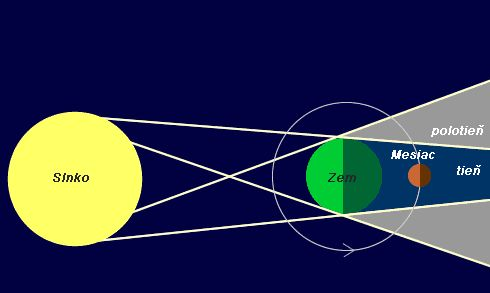 polotieň
Mesiac
tieň
Slnko
Zem